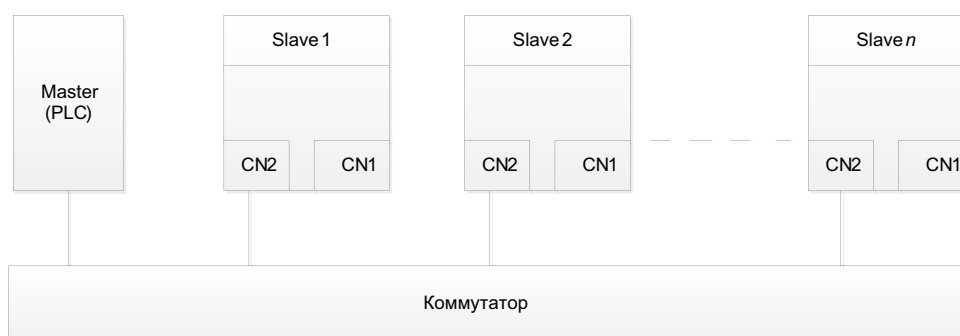 Master
(PLC)
Slave 1
CN2
CN1
Slave 2
CN2
CN1
Slave n
CN2
CN1
Коммутатор